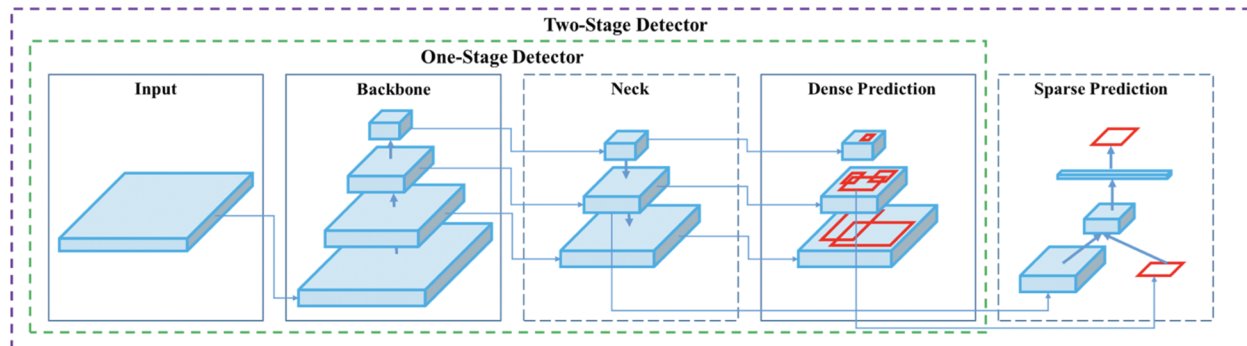 Two-Stage Detector
One-Stage Detector
Input
Backbone
Neck
Dense Prediction
Sparse Prediction